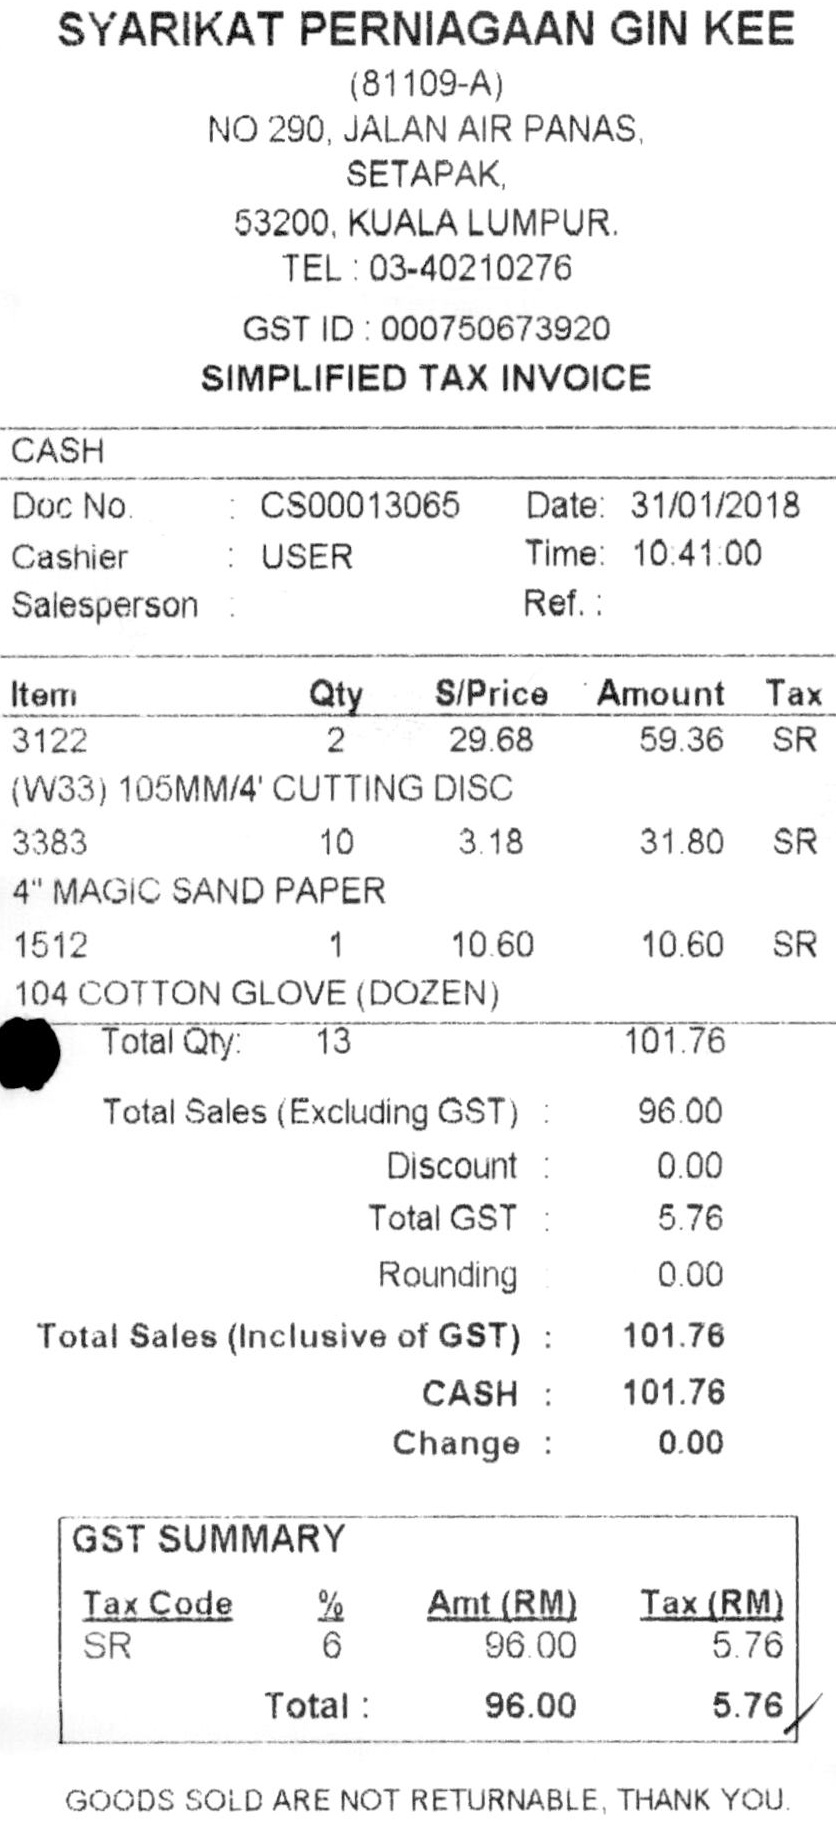 SYARIKAT PERNIAGAAN GIN KEE
(81109-A)
NO 290, JALAN AIR PANAS,
SETAPAK,
53200, KUALA LUMPUR.
TEL : 03-40210276
GST ID : 000750673920
SIMPLIFIED TAX INVOICE
CASH
Doc No. : CS00013065 Date: 31/01/2018
Cashier : USER Time: 10:41:00
Salesperson : Ref. :
Item Qty S/Price Amount Tax
3122 2 29.68 59.36 SR
(W33) 105MM/4' CUTTING DISC
3383 10 3.18 31.80 SR
4" MAGIC SAND PAPER
1512 1 10.60 10.60 SR
104 COTTON GLOVE (DOZEN)
Total Qty: 13 101.76
Total Sales (Excluding GST) : 96.00
Discount : 0.00
Total GST : 5.76
Rounding : 0.00
Total Sales (Inclusive of GST) : 101.76
CASH : 101.76
Change : 0.00
GST SUMMARY
Tax Code % Amt (RM) Tax (RM)
SR 6 96.00 5.76
Total : 96.00 5.76
GOODS SOLD ARE NOT RETURNABLE, THANK YOU.